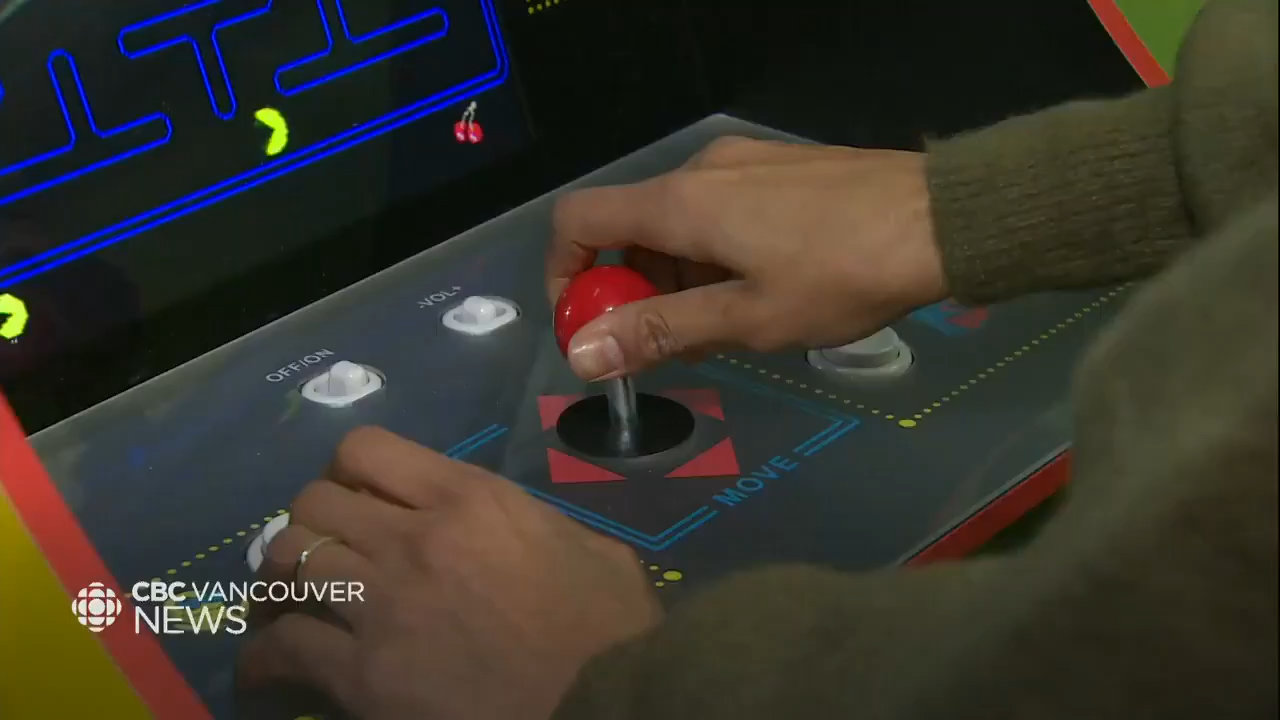 -VOL+
OFF/ON
MOVE
CBC VANCOUVER
NEWS